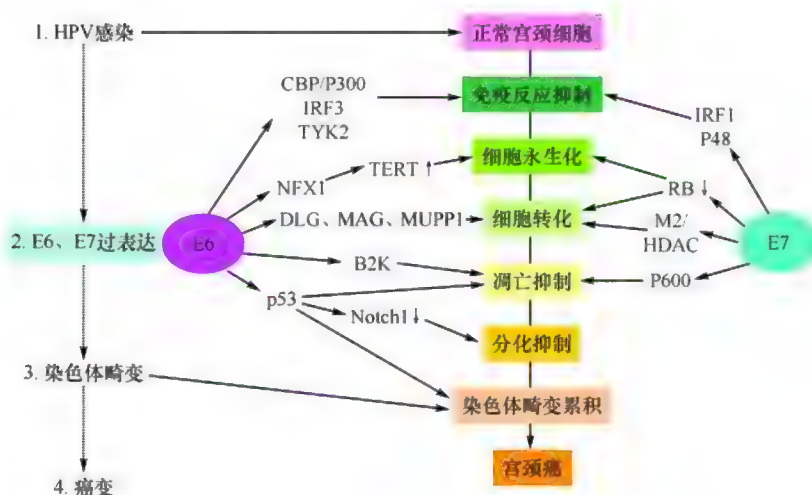 1. HPV感染
正常宫颈细胞
CBP/P300
IRF3
TYK2
免疫反应抑制
IRF1
P48
细胞永生化
TERT↑
NFX1
RB↓
DLG、MAG、MUPP1
细胞转化
M2/
HDAC
2. E6、E7过表达
E6
E7
B2K
凋亡抑制
P600
p53
Notch1↓
分化抑制
3. 染色体畸变
染色体畸变累积
宫颈癌
4. 癌变